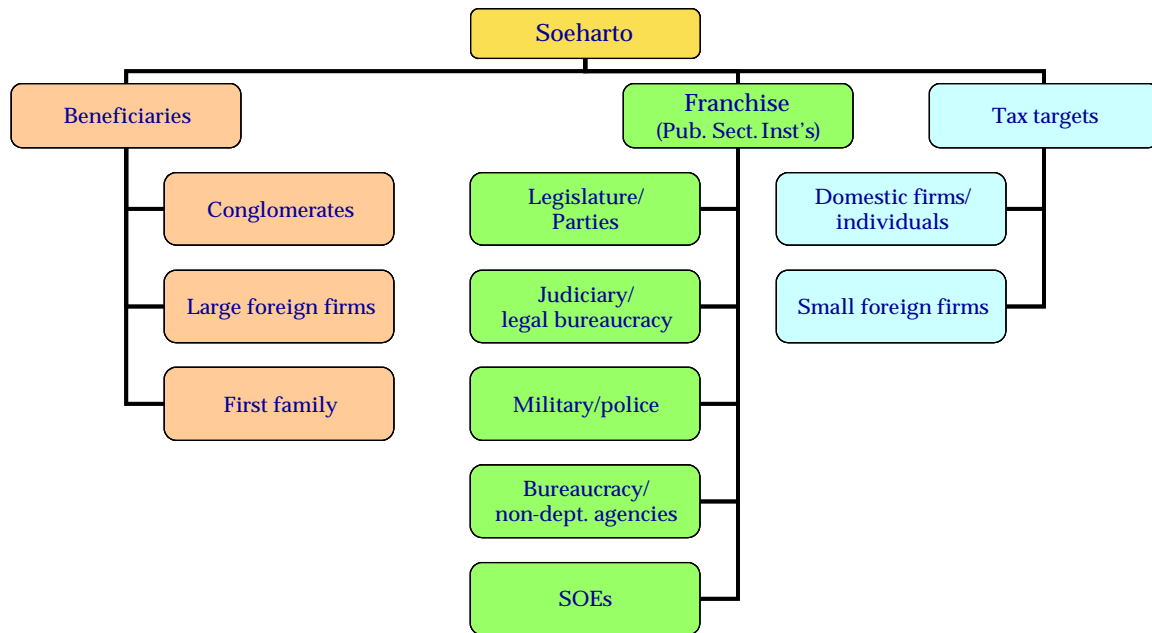 Soeharto
Beneficiaries
Franchise
(Pub. Sect. Inst’s)
Tax targets
Conglomerates
Legislature/
Parties
Domestic firms/
individuals
Large foreign firms
Judiciary/
legal bureaucracy
Small foreign firms
First family
Military/police
Bureaucracy/
non-dept. agencies
SOEs